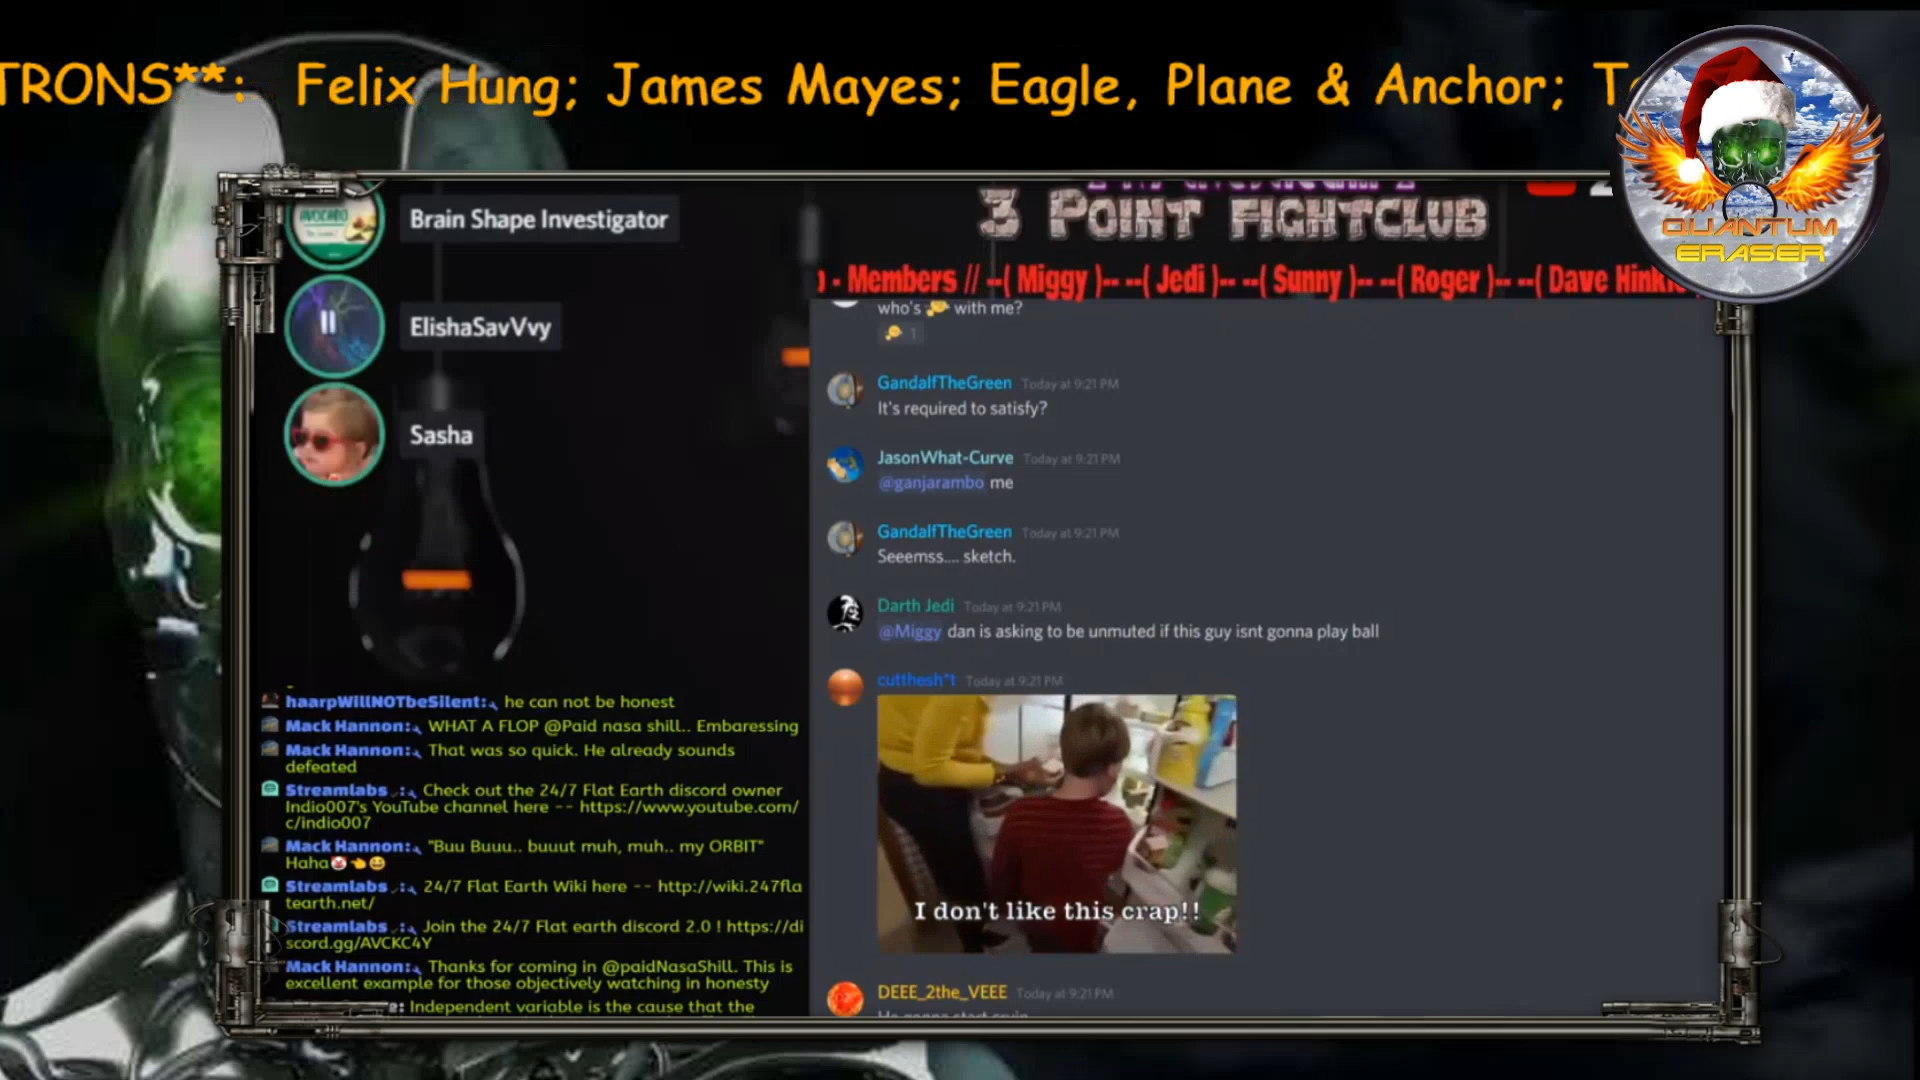 TRONS**: Felix Hung; James Mayes; Eagle, Plane & Anchor;
QUANTUM
ERASER
Brain Shape Investigator
ElishaSavVvy
Sasha
3 POINT FIGHTCLUB
- Members // --( Miggy )-- --( Jedi )-- --( Sunny )-- --( Roger )-- --( Dave
who's with me?
1
GandalfTheGreen Today at 9:21 PM
It's required to satisfy?
JasonWhat-Curve Today at 9:21 PM
@ganjarambo me
GandalfTheGreen Today at 9:21 PM
Seeemss.... sketch.
Darth Jedi Today at 9:21 PM
@Miggy dan is asking to be unmuted if this guy isnt gonna play ball
cutthesh*t Today at 9:21 PM
I don't like this crap!!
DEEE_2the_VEEE Today at 9:21 PM
haarpWillNOTbeSilent: he can not be honest
Mack Hannon: WHAT A FLOP @Paid nasa shill.. Embaressing
Mack Hannon: That was so quick. He already sounds
defeated
Streamlabs : Check out the 24/7 Flat Earth discord owner
Indio007's YouTube channel here -- https://www.youtube.com/
c/indio007
Mack Hannon: "Buu Buuu.. buuut muh, muh.. my ORBIT"
Haha🤡👈😆
Streamlabs : 24/7 Flat Earth Wiki here -- http://wiki.247fla
tearth.net/
Streamlabs : Join the 24/7 Flat earth discord 2.0 ! https://di
scord.gg/AVCKC4Y
Mack Hannon: Thanks for coming in @paidNasaShill. This is
excellent example for those objectively watching in honesty
e: Independent variable is the cause that the